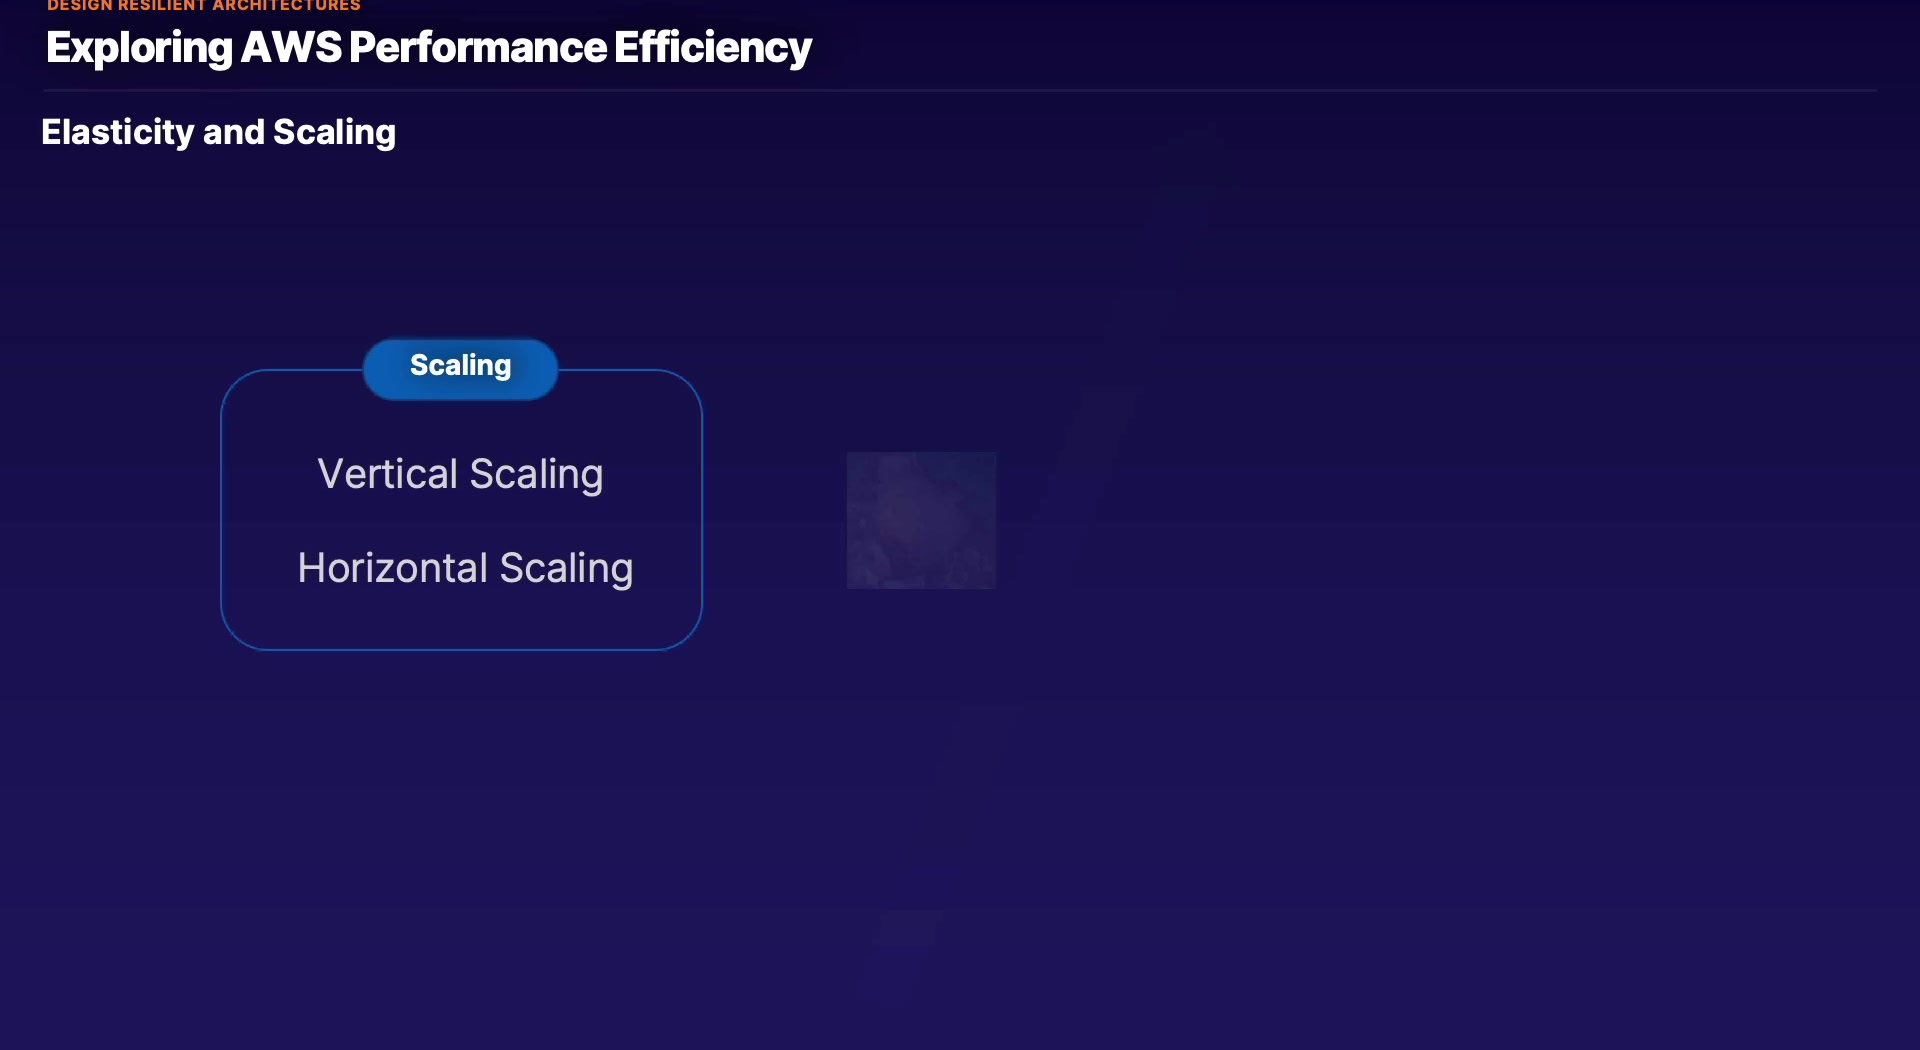 DESIGN RESILIENT ARCHITECTURES
Exploring AWS Performance Efficiency
Elasticity and Scaling
Scaling
Vertical Scaling
Horizontal Scaling